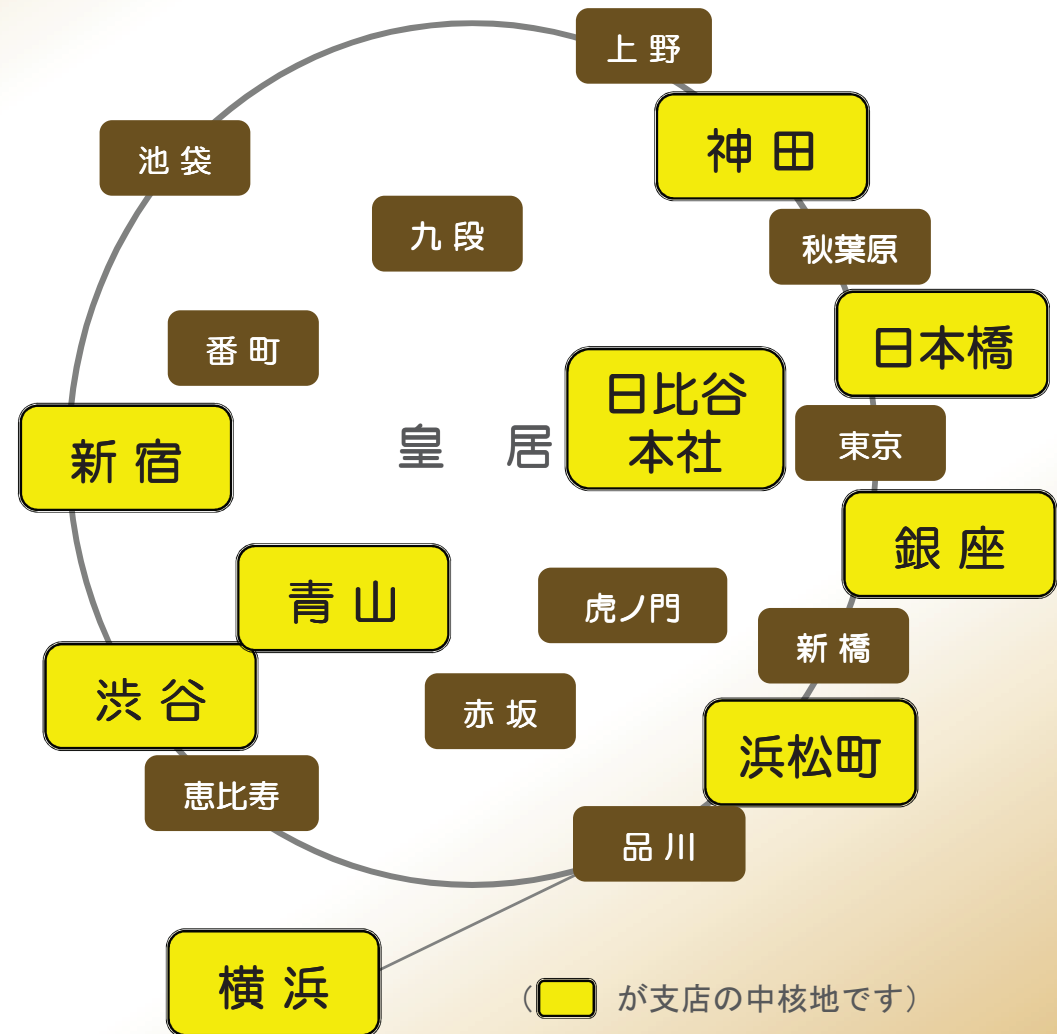 上野
神田
池袋
九段
秋葉原
番町
日本橋
日比谷
本社
新宿
皇居
東京
銀座
青山
虎ノ門
新橋
渋谷
赤坂
浜松町
恵比寿
品川
横浜
( が支店の中核地です)